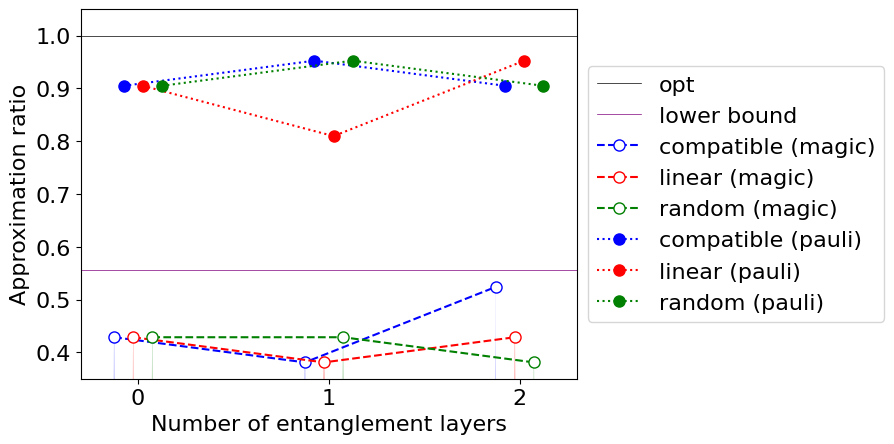 1.0
0.9
0.8
0.7
0.6
0.5
0.4
Approximation ratio
0 1 2
Number of entanglement layers
opt
lower bound
compatible (magic)
linear (magic)
random (magic)
compatible (pauli)
linear (pauli)
random (pauli)